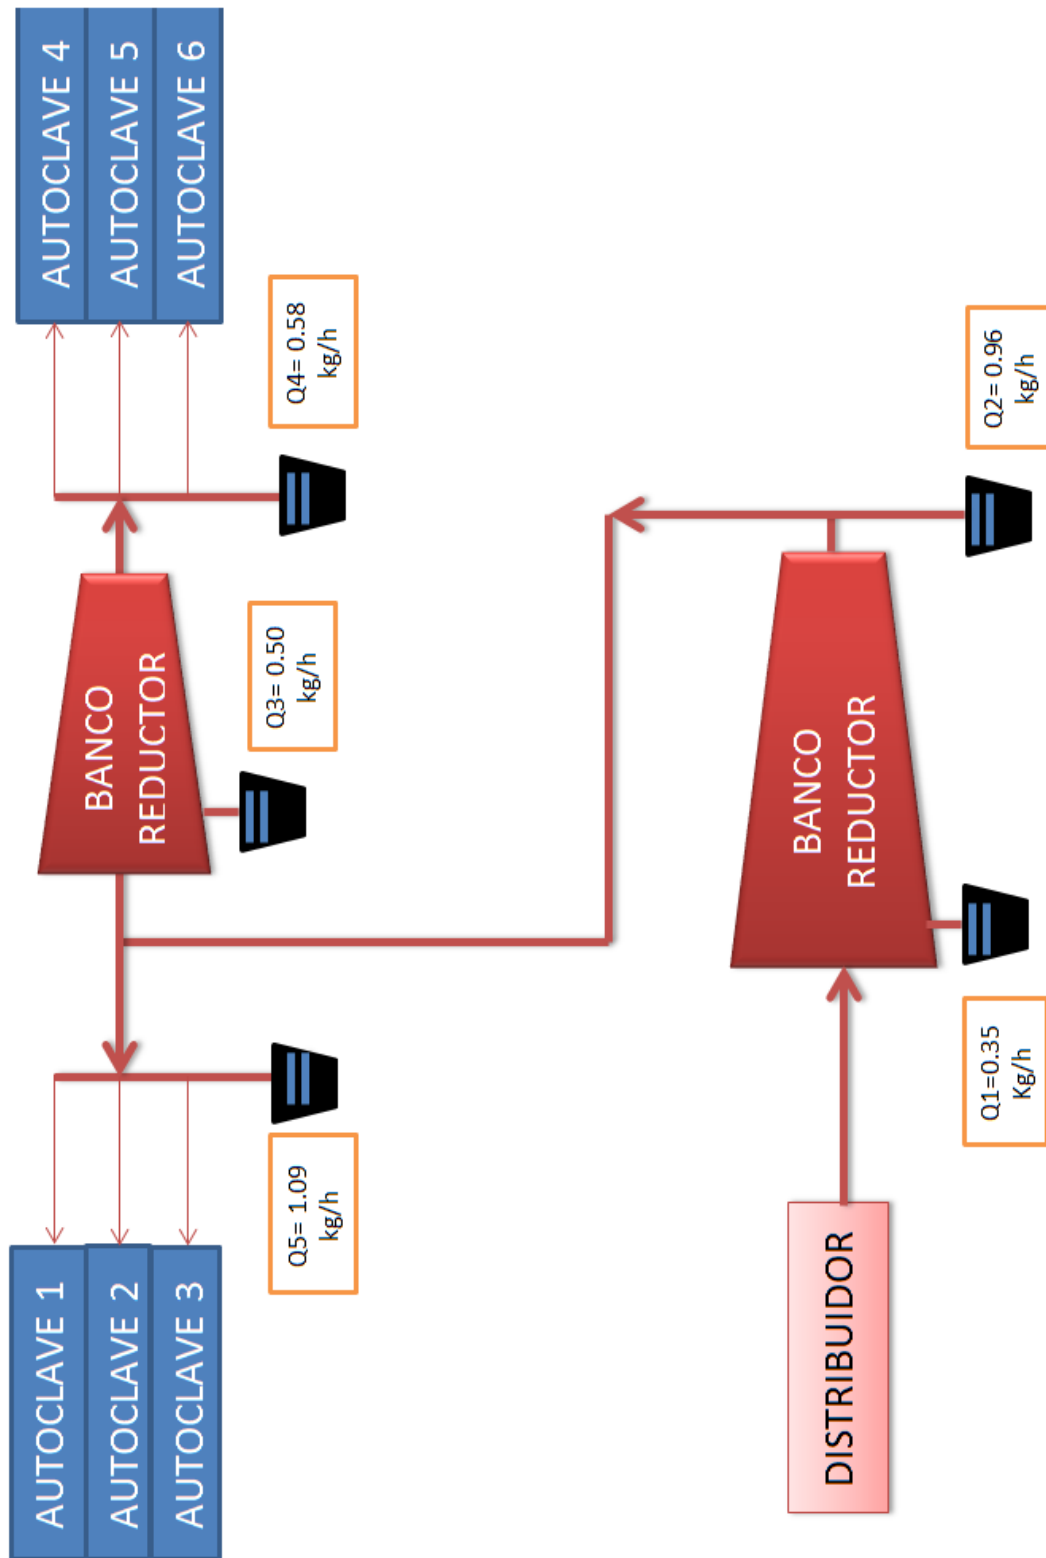 AUTOCLAVE 1
AUTOCLAVE 2
AUTOCLAVE 3
Q5= 1.09
kg/h
BANCO
REDUCTOR
Q3= 0.50
kg/h
AUTOCLAVE 4
AUTOCLAVE 5
AUTOCLAVE 6
Q4= 0.58
kg/h
DISTRIBUIDOR
Q1=0.35
Kg/h
BANCO
REDUCTOR
Q2= 0.96
kg/h